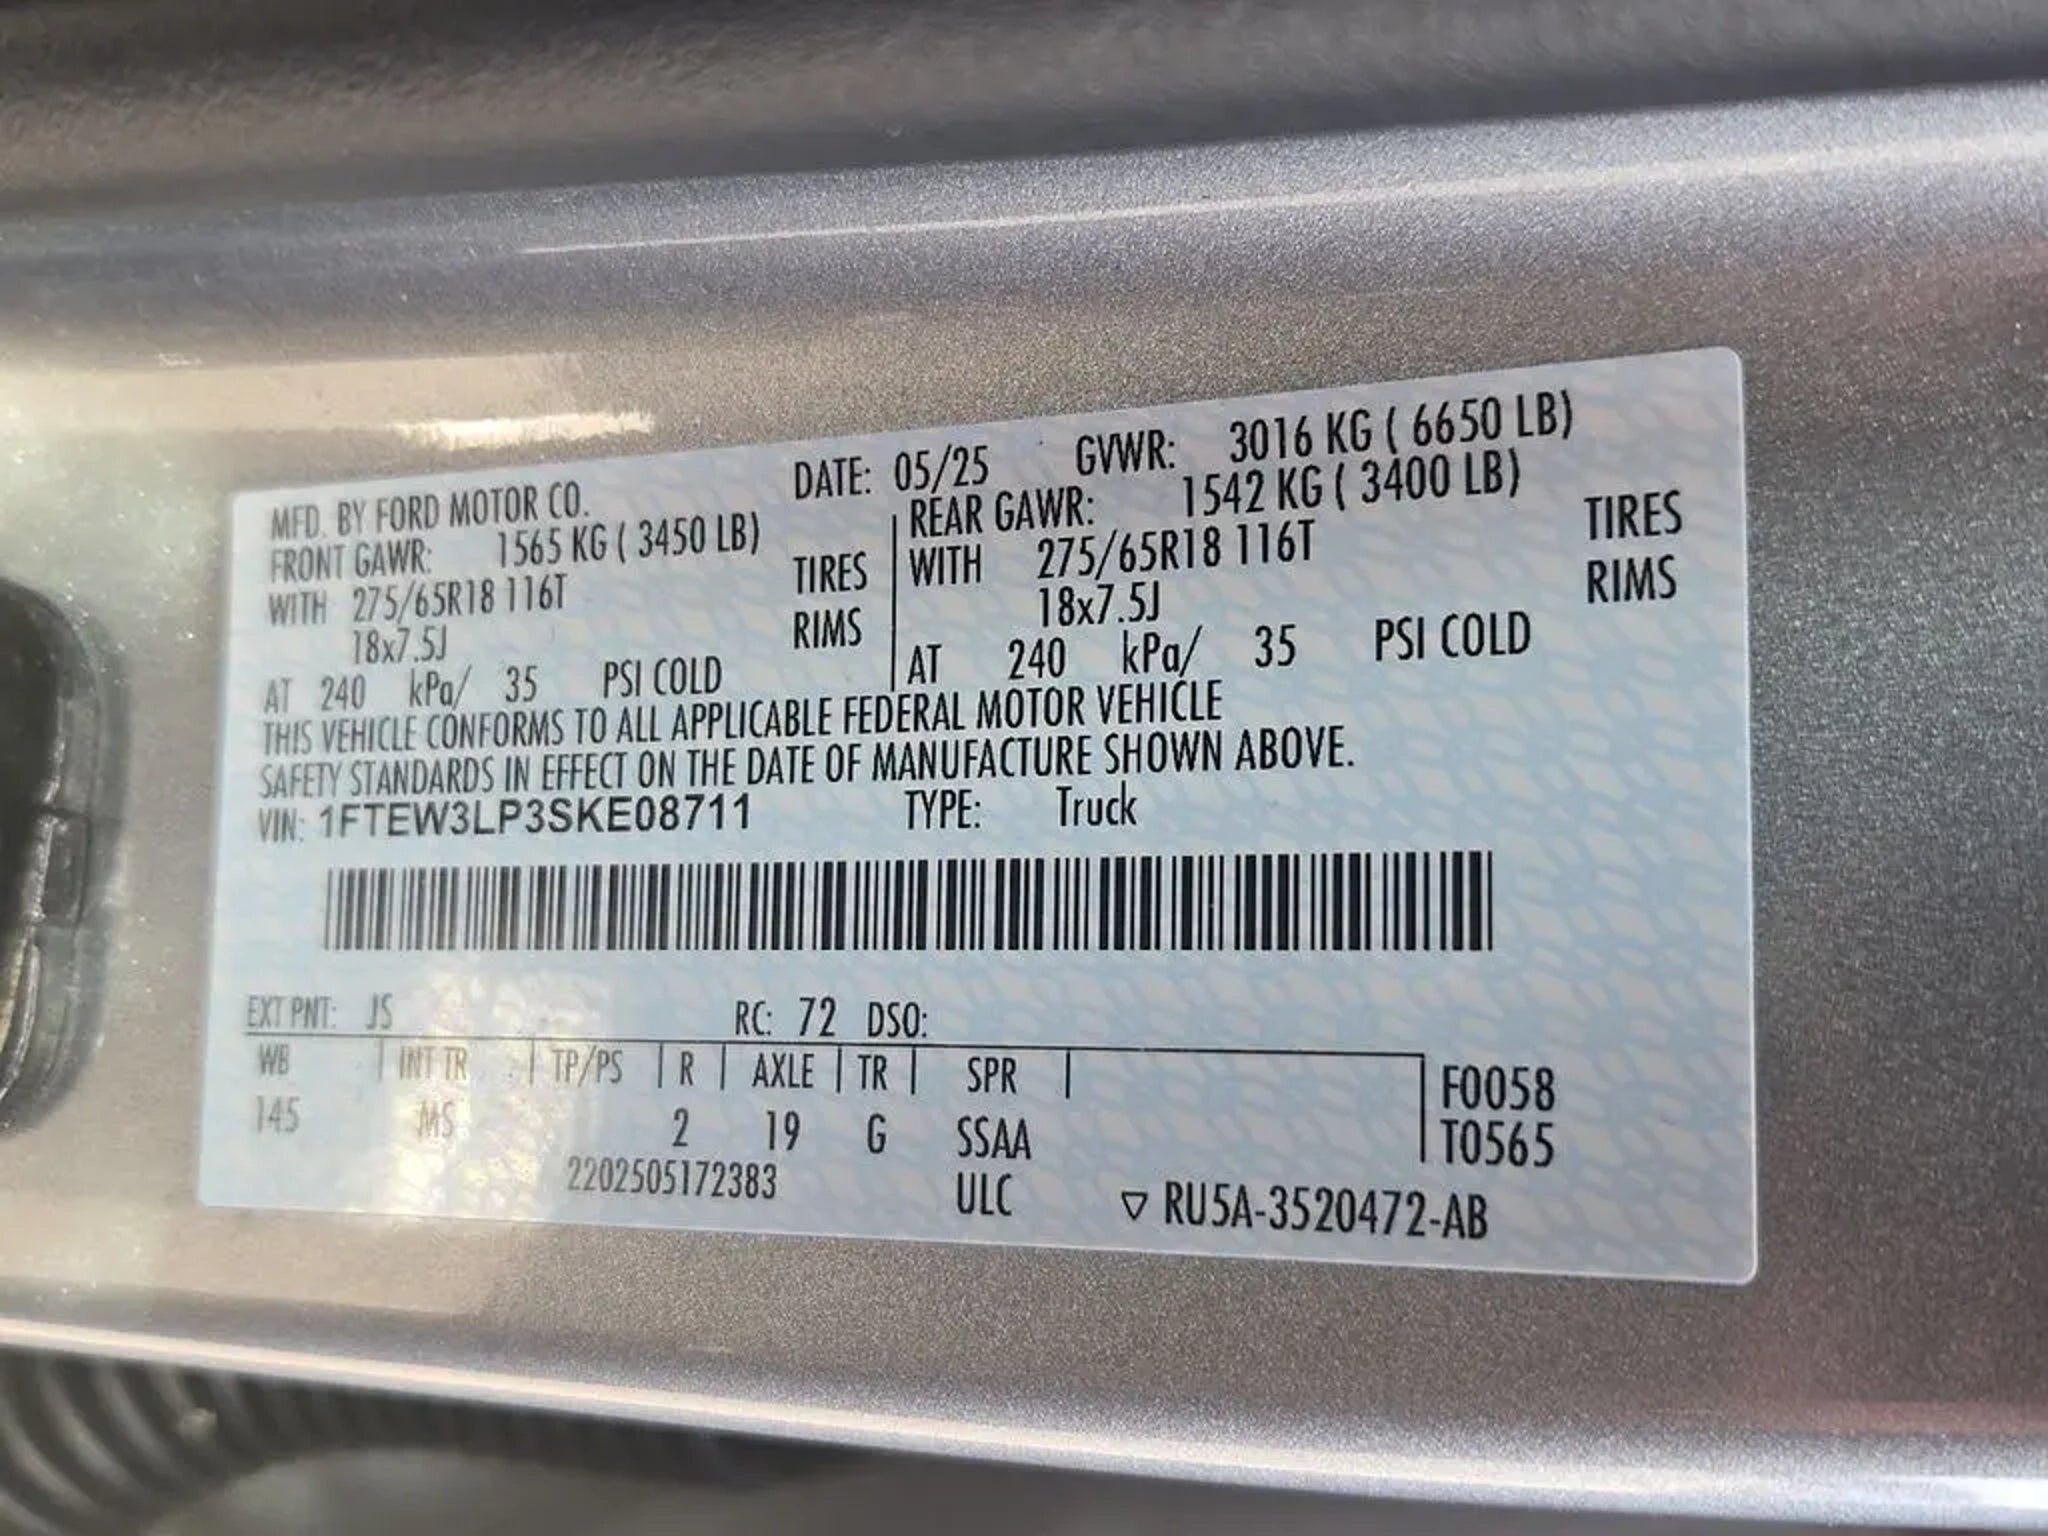 MFD. BY FORD MOTOR CO. DATE: 05/25 GVWR: 3016 KG ( 6650 LB)
FRONT GAWR: 1565 KG ( 3450 LB) REAR GAWR: 1542 KG ( 3400 LB)
WITH 275/65R18 116T TIRES WITH 275/65R18 116T TIRES
18x7.5J RIMS 18x7.5J RIMS
AT 240 kPa/ 35 PSI COLD AT 240 kPa/ 35 PSI COLD
THIS VEHICLE CONFORMS TO ALL APPLICABLE FEDERAL MOTOR VEHICLE
SAFETY STANDARDS IN EFFECT ON THE DATE OF MANUFACTURE SHOWN ABOVE.
VIN: 1FTEW3LP3SKE08711 TYPE: Truck
EXT PNT: JS RC: 72 DSO:
WB INT TR TP/PS R AXLE TR SPR F0058
145 MS 2 19 G SSAA T0565
2202505172383 ULC ▽ RU5A-3520472-AB